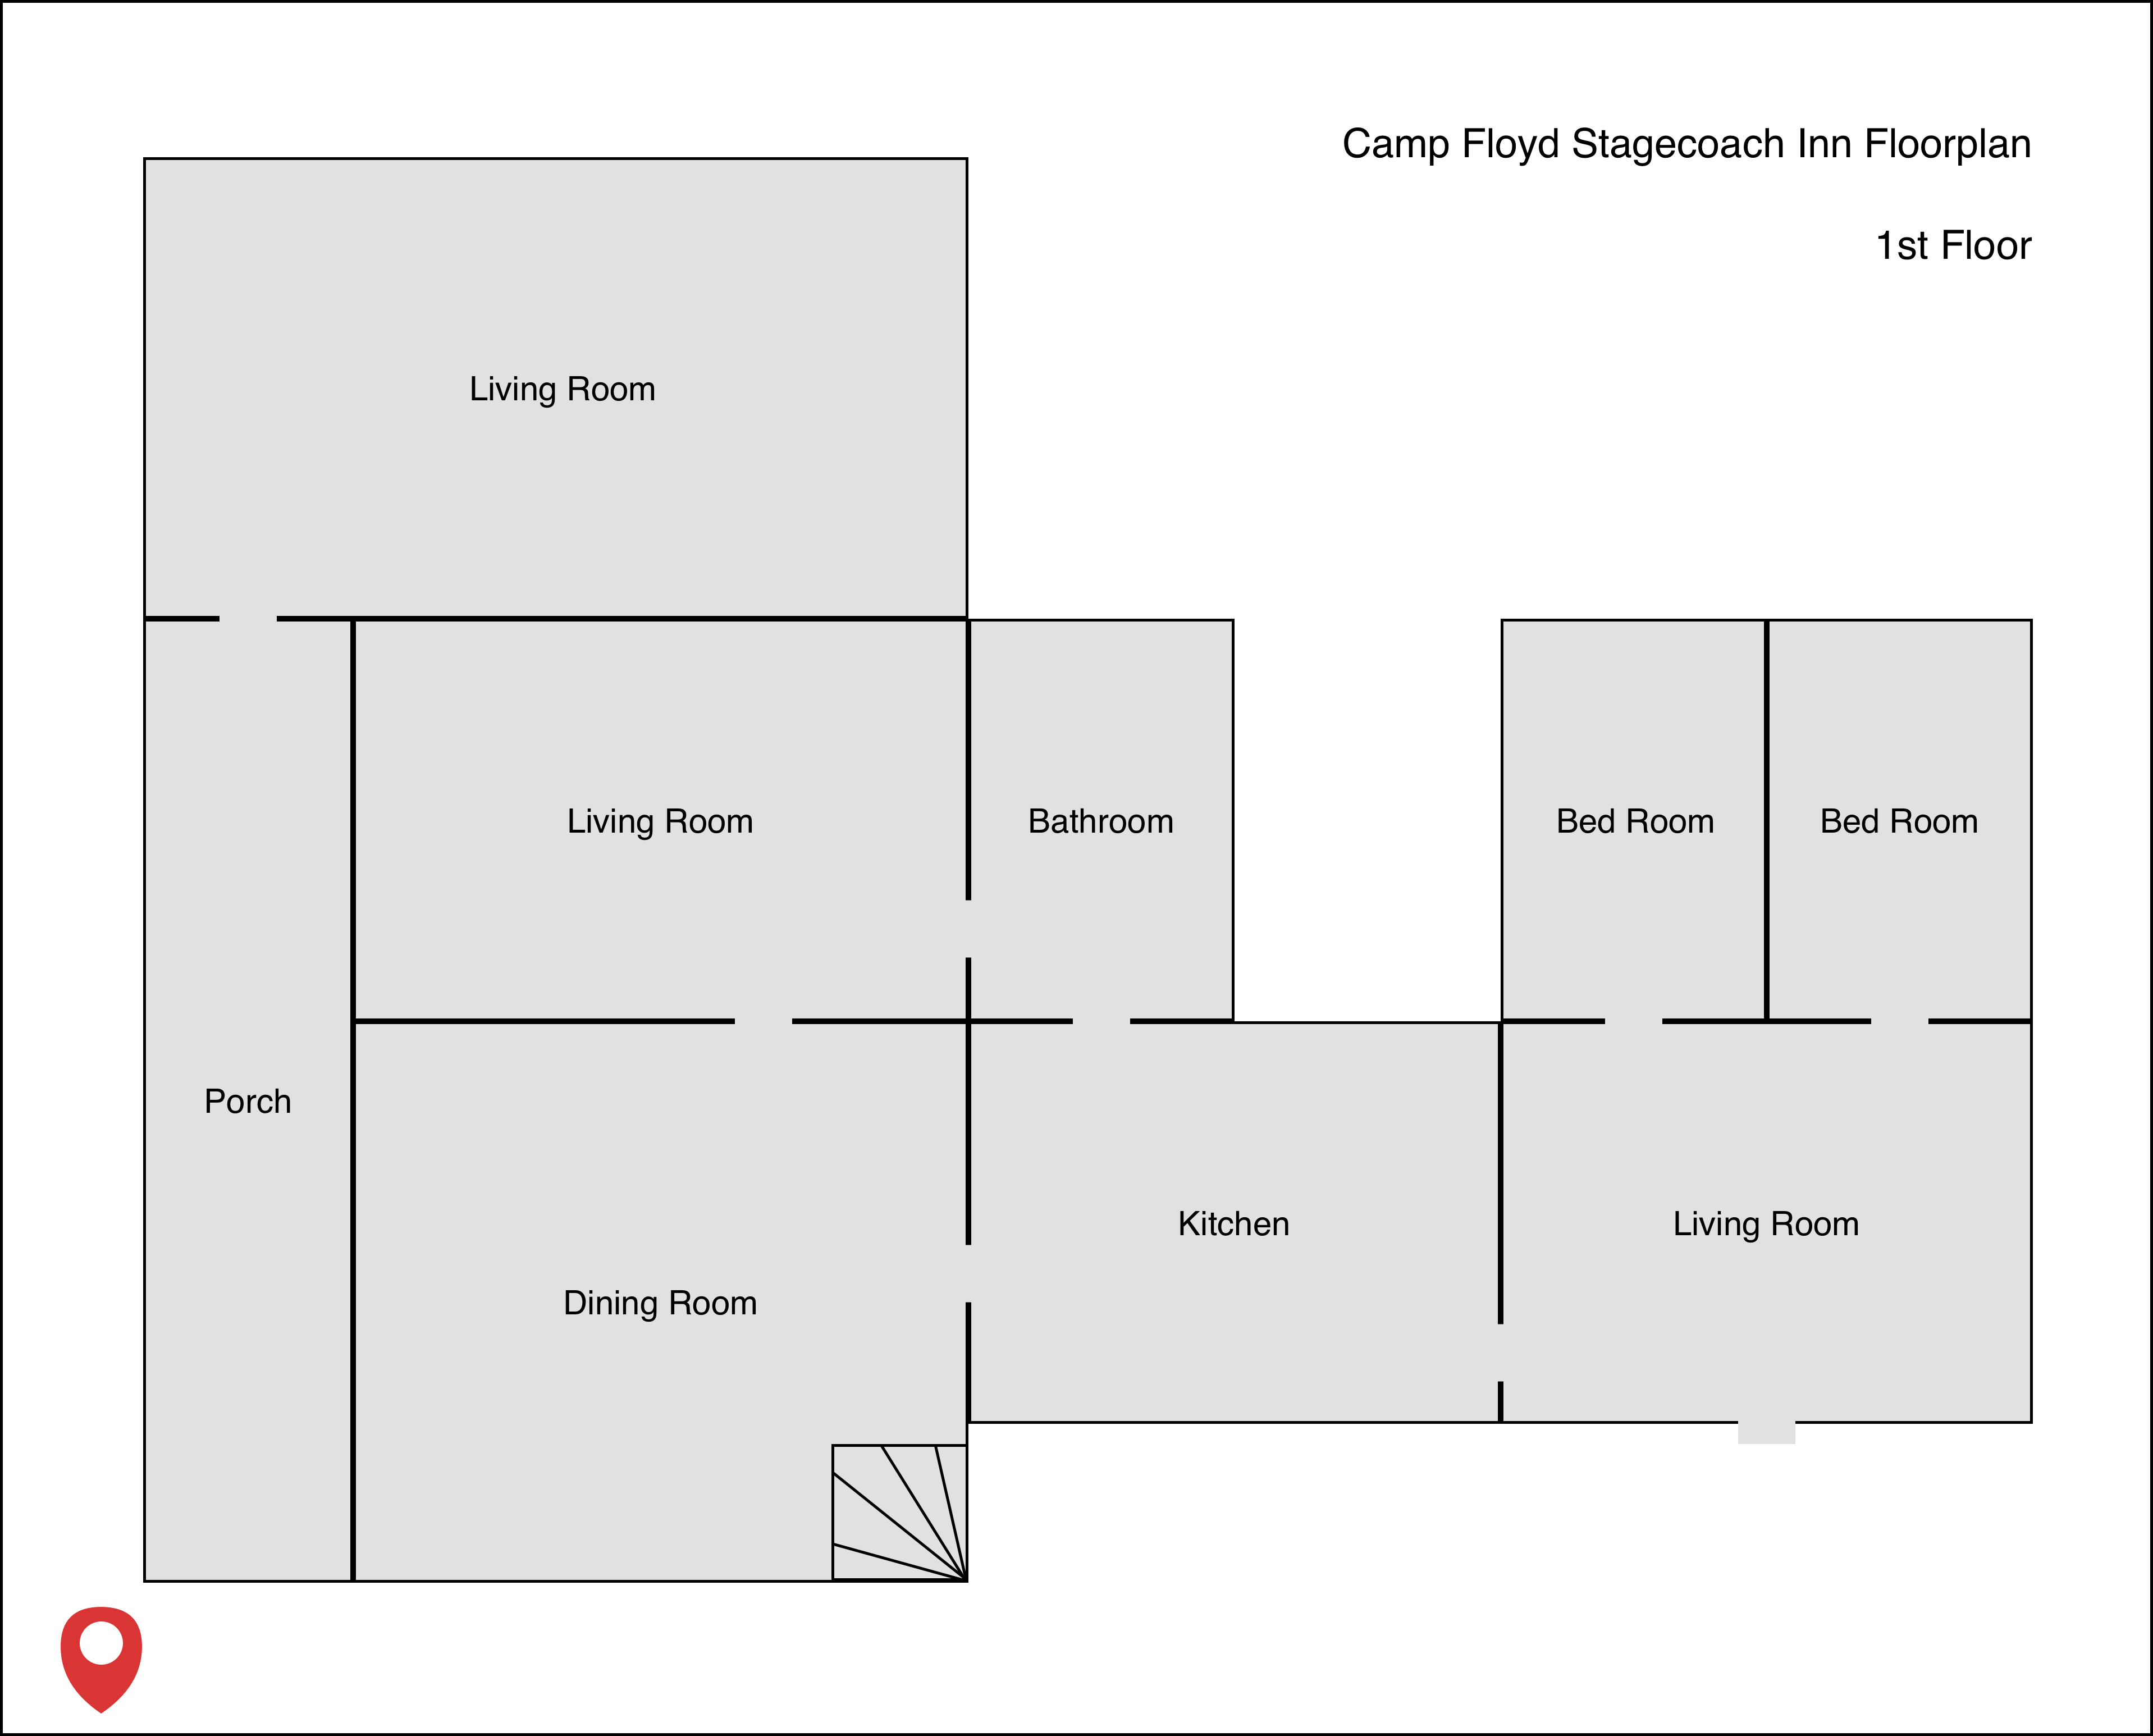 Camp Floyd Stagecoach Inn Floorplan
1st Floor
Living Room
Living Room
Bathroom
Bed Room
Bed Room
Porch
Kitchen
Living Room
Dining Room